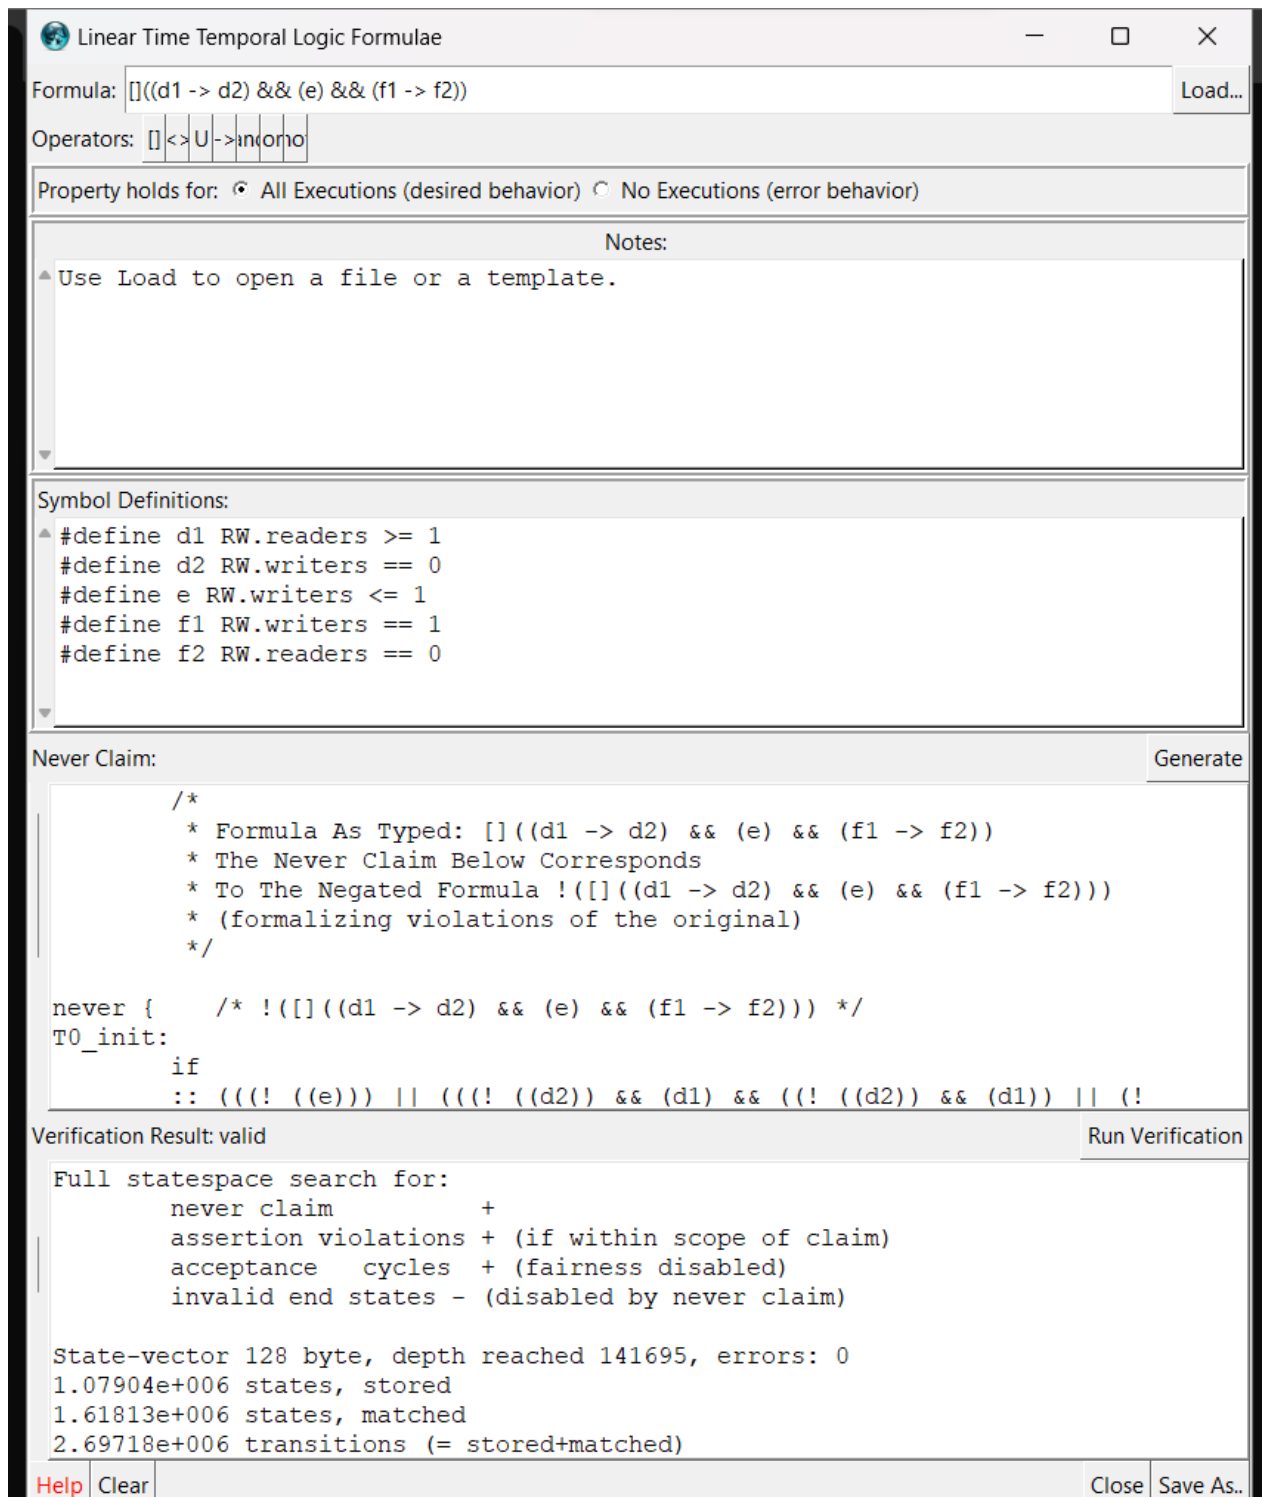 Linear Time Temporal Logic Formulae
Formula: []((d1 -> d2) && (e) && (f1 -> f2)) Load...
Operators: [] <> U -> and or not
Property holds for: All Executions (desired behavior) No Executions (error behavior)
Notes:
Use Load to open a file or a template.
Symbol Definitions:
#define d1 RW.readers >= 1
#define d2 RW.writers == 0
#define e RW.writers <= 1
#define f1 RW.writers == 1
#define f2 RW.readers == 0
Never Claim: Generate
/*
* Formula As Typed: []((d1 -> d2) && (e) && (f1 -> f2))
* The Never Claim Below Corresponds
* To The Negated Formula !([]((d1 -> d2) && (e) && (f1 -> f2)))
* (formalizing violations of the original)
*/
never { /* !([]((d1 -> d2) && (e) && (f1 -> f2))) */
T0_init:
if
:: (((! ((e))) || (((! ((d2)) && (d1) && ((! ((d2)) && (d1)) || (!
Verification Result: valid Run Verification
Full statespace search for:
never claim +
assertion violations + (if within scope of claim)
acceptance cycles + (fairness disabled)
invalid end states - (disabled by never claim)
State-vector 128 byte, depth reached 141695, errors: 0
1.07904e+006 states, stored
1.61813e+006 states, matched
2.69718e+006 transitions (= stored+matched)
Help Clear Close Save As..